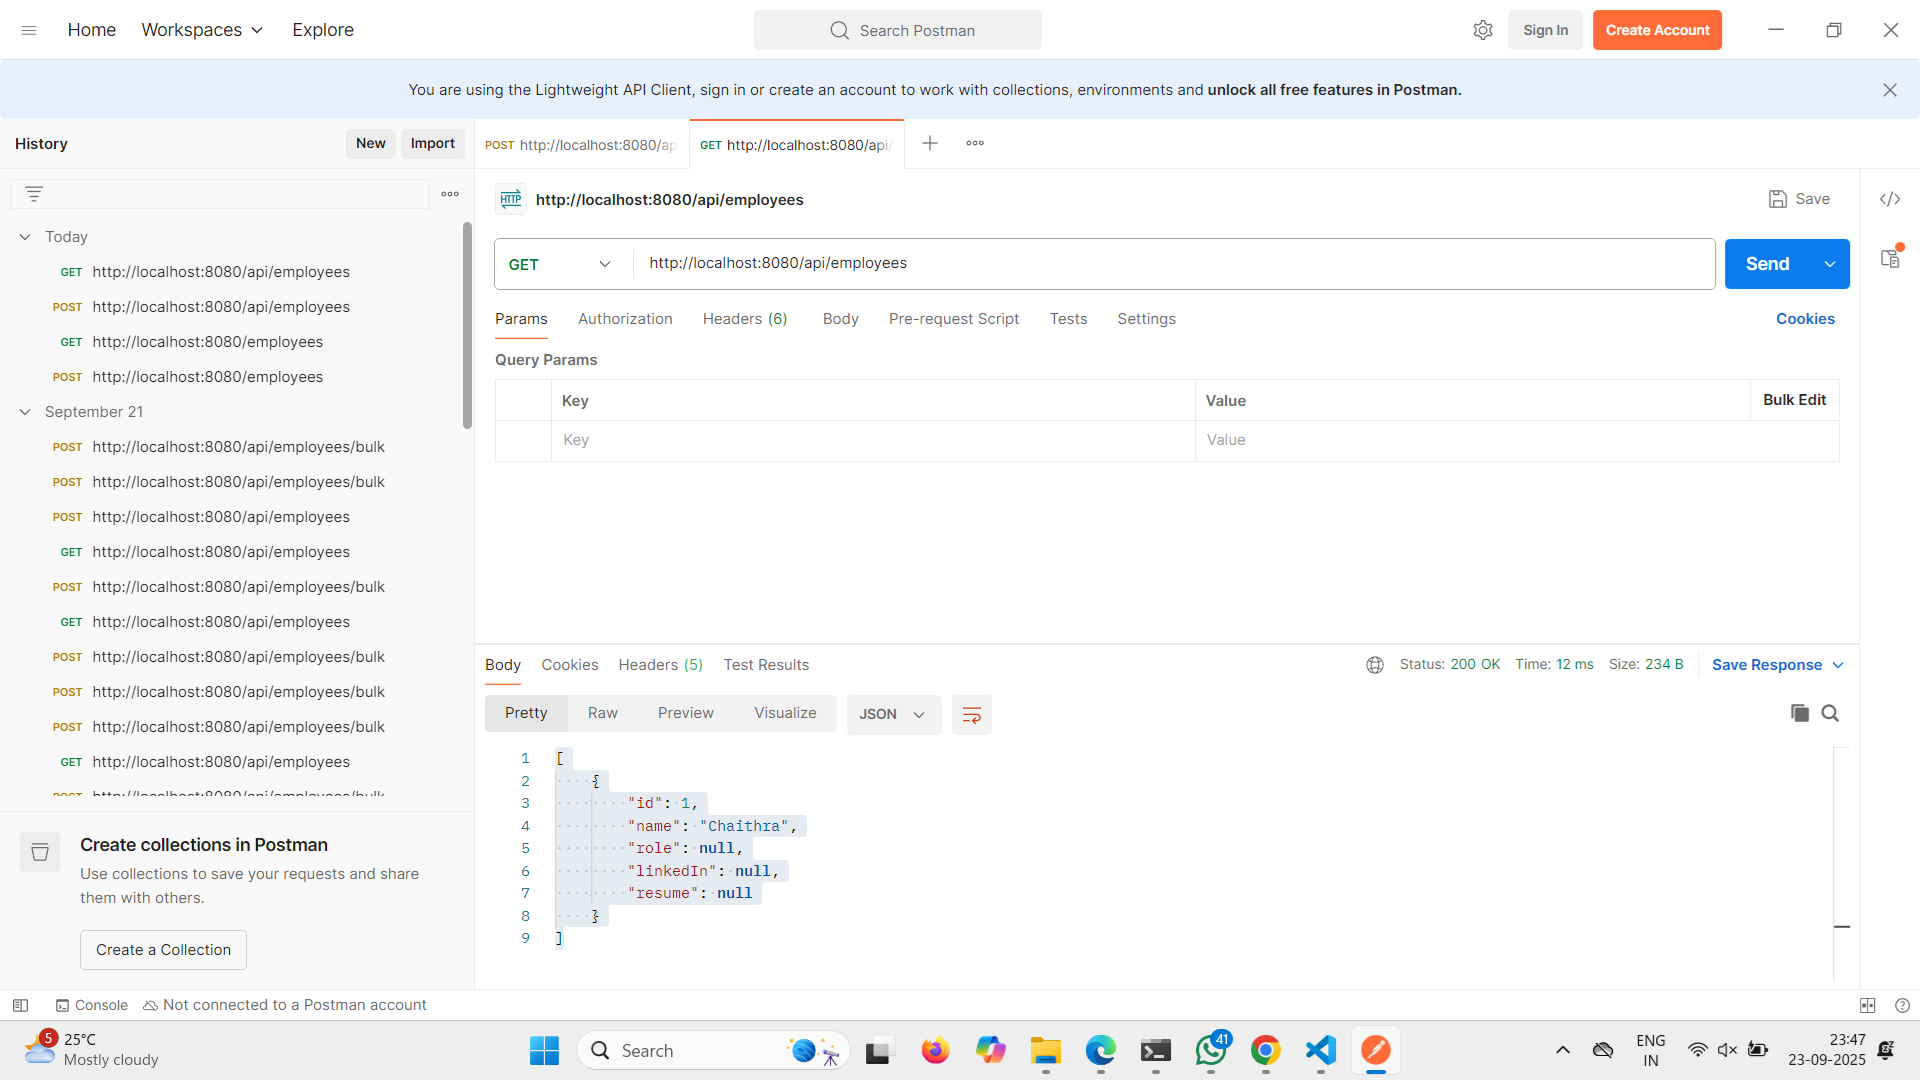 Home Workspaces Explore Search Postman Sign In Create Account
You are using the Lightweight API Client, sign in or create an account to work with collections, environments and unlock all free features in Postman.
History New Import
Today
GET http://localhost:8080/api/employees
POST http://localhost:8080/api/employees
GET http://localhost:8080/employees
POST http://localhost:8080/employees
September 21
POST http://localhost:8080/api/employees/bulk
POST http://localhost:8080/api/employees/bulk
POST http://localhost:8080/api/employees
GET http://localhost:8080/api/employees
POST http://localhost:8080/api/employees/bulk
GET http://localhost:8080/api/employees
POST http://localhost:8080/api/employees/bulk
POST http://localhost:8080/api/employees/bulk
POST http://localhost:8080/api/employees/bulk
GET http://localhost:8080/api/employees
POST http://localhost:8080/api/employees/bulk
Create collections in Postman
Use collections to save your requests and share
them with others.
Create a Collection
POST http://localhost:8080/ap GET http://localhost:8080/api/
HTTP http://localhost:8080/api/employees Save
GET http://localhost:8080/api/employees Send
Params Authorization Headers (6) Body Pre-request Script Tests Settings Cookies
Query Params
Key Value Bulk Edit
Key Value
Body Cookies Headers (5) Test Results Status: 200 OK Time: 12 ms Size: 234 B Save Response
Pretty Raw Preview Visualize JSON
1 [
2 {
3 "id": 1,
4 "name": "Chaithra",
5 "role": null,
6 "linkedIn": null,
7 "resume": null
8 }
9 ]
Console Not connected to a Postman account
5 25°C
Mostly cloudy
Search
41
ENG
IN
23:47
23-09-2025